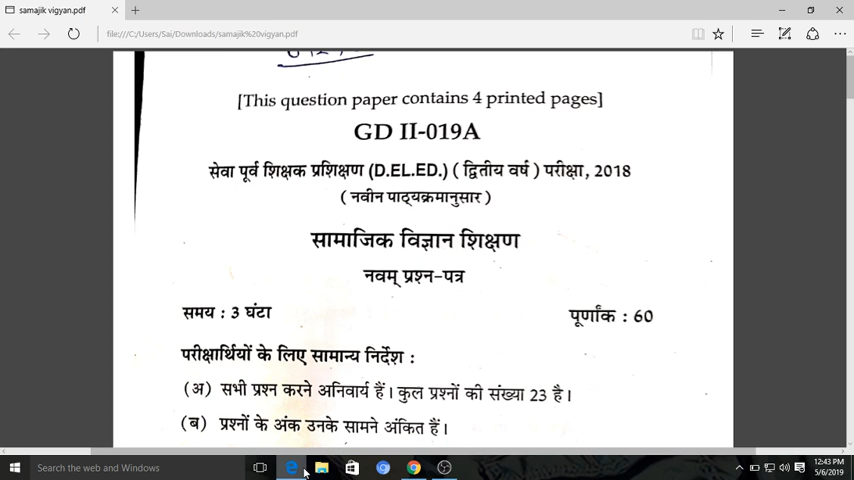 samajik vigyan.pdf
file:///C:/Users/Sai/Downloads/samajik%20vigyan.pdf
[This question paper contains 4 printed pages]
GD II-019A
सेवा पूर्व शिक्षक प्रशिक्षण (D.EL.ED.) ( द्वितीय वर्ष ) परीक्षा, 2018
( नवीन पाठ्यक्रमानुसार )
सामाजिक विज्ञान शिक्षण
नवम् प्रश्न-पत्र
समय : 3 घंटा पूर्णांक : 60
परीक्षार्थियों के लिए सामान्य निर्देश :
(अ) सभी प्रश्न करने अनिवार्य हैं। कुल प्रश्नों की संख्या 23 है।
(ब) प्रश्नों के अंक उनके सामने अंकित हैं।
Search the web and Windows
12:43 PM
5/6/2019